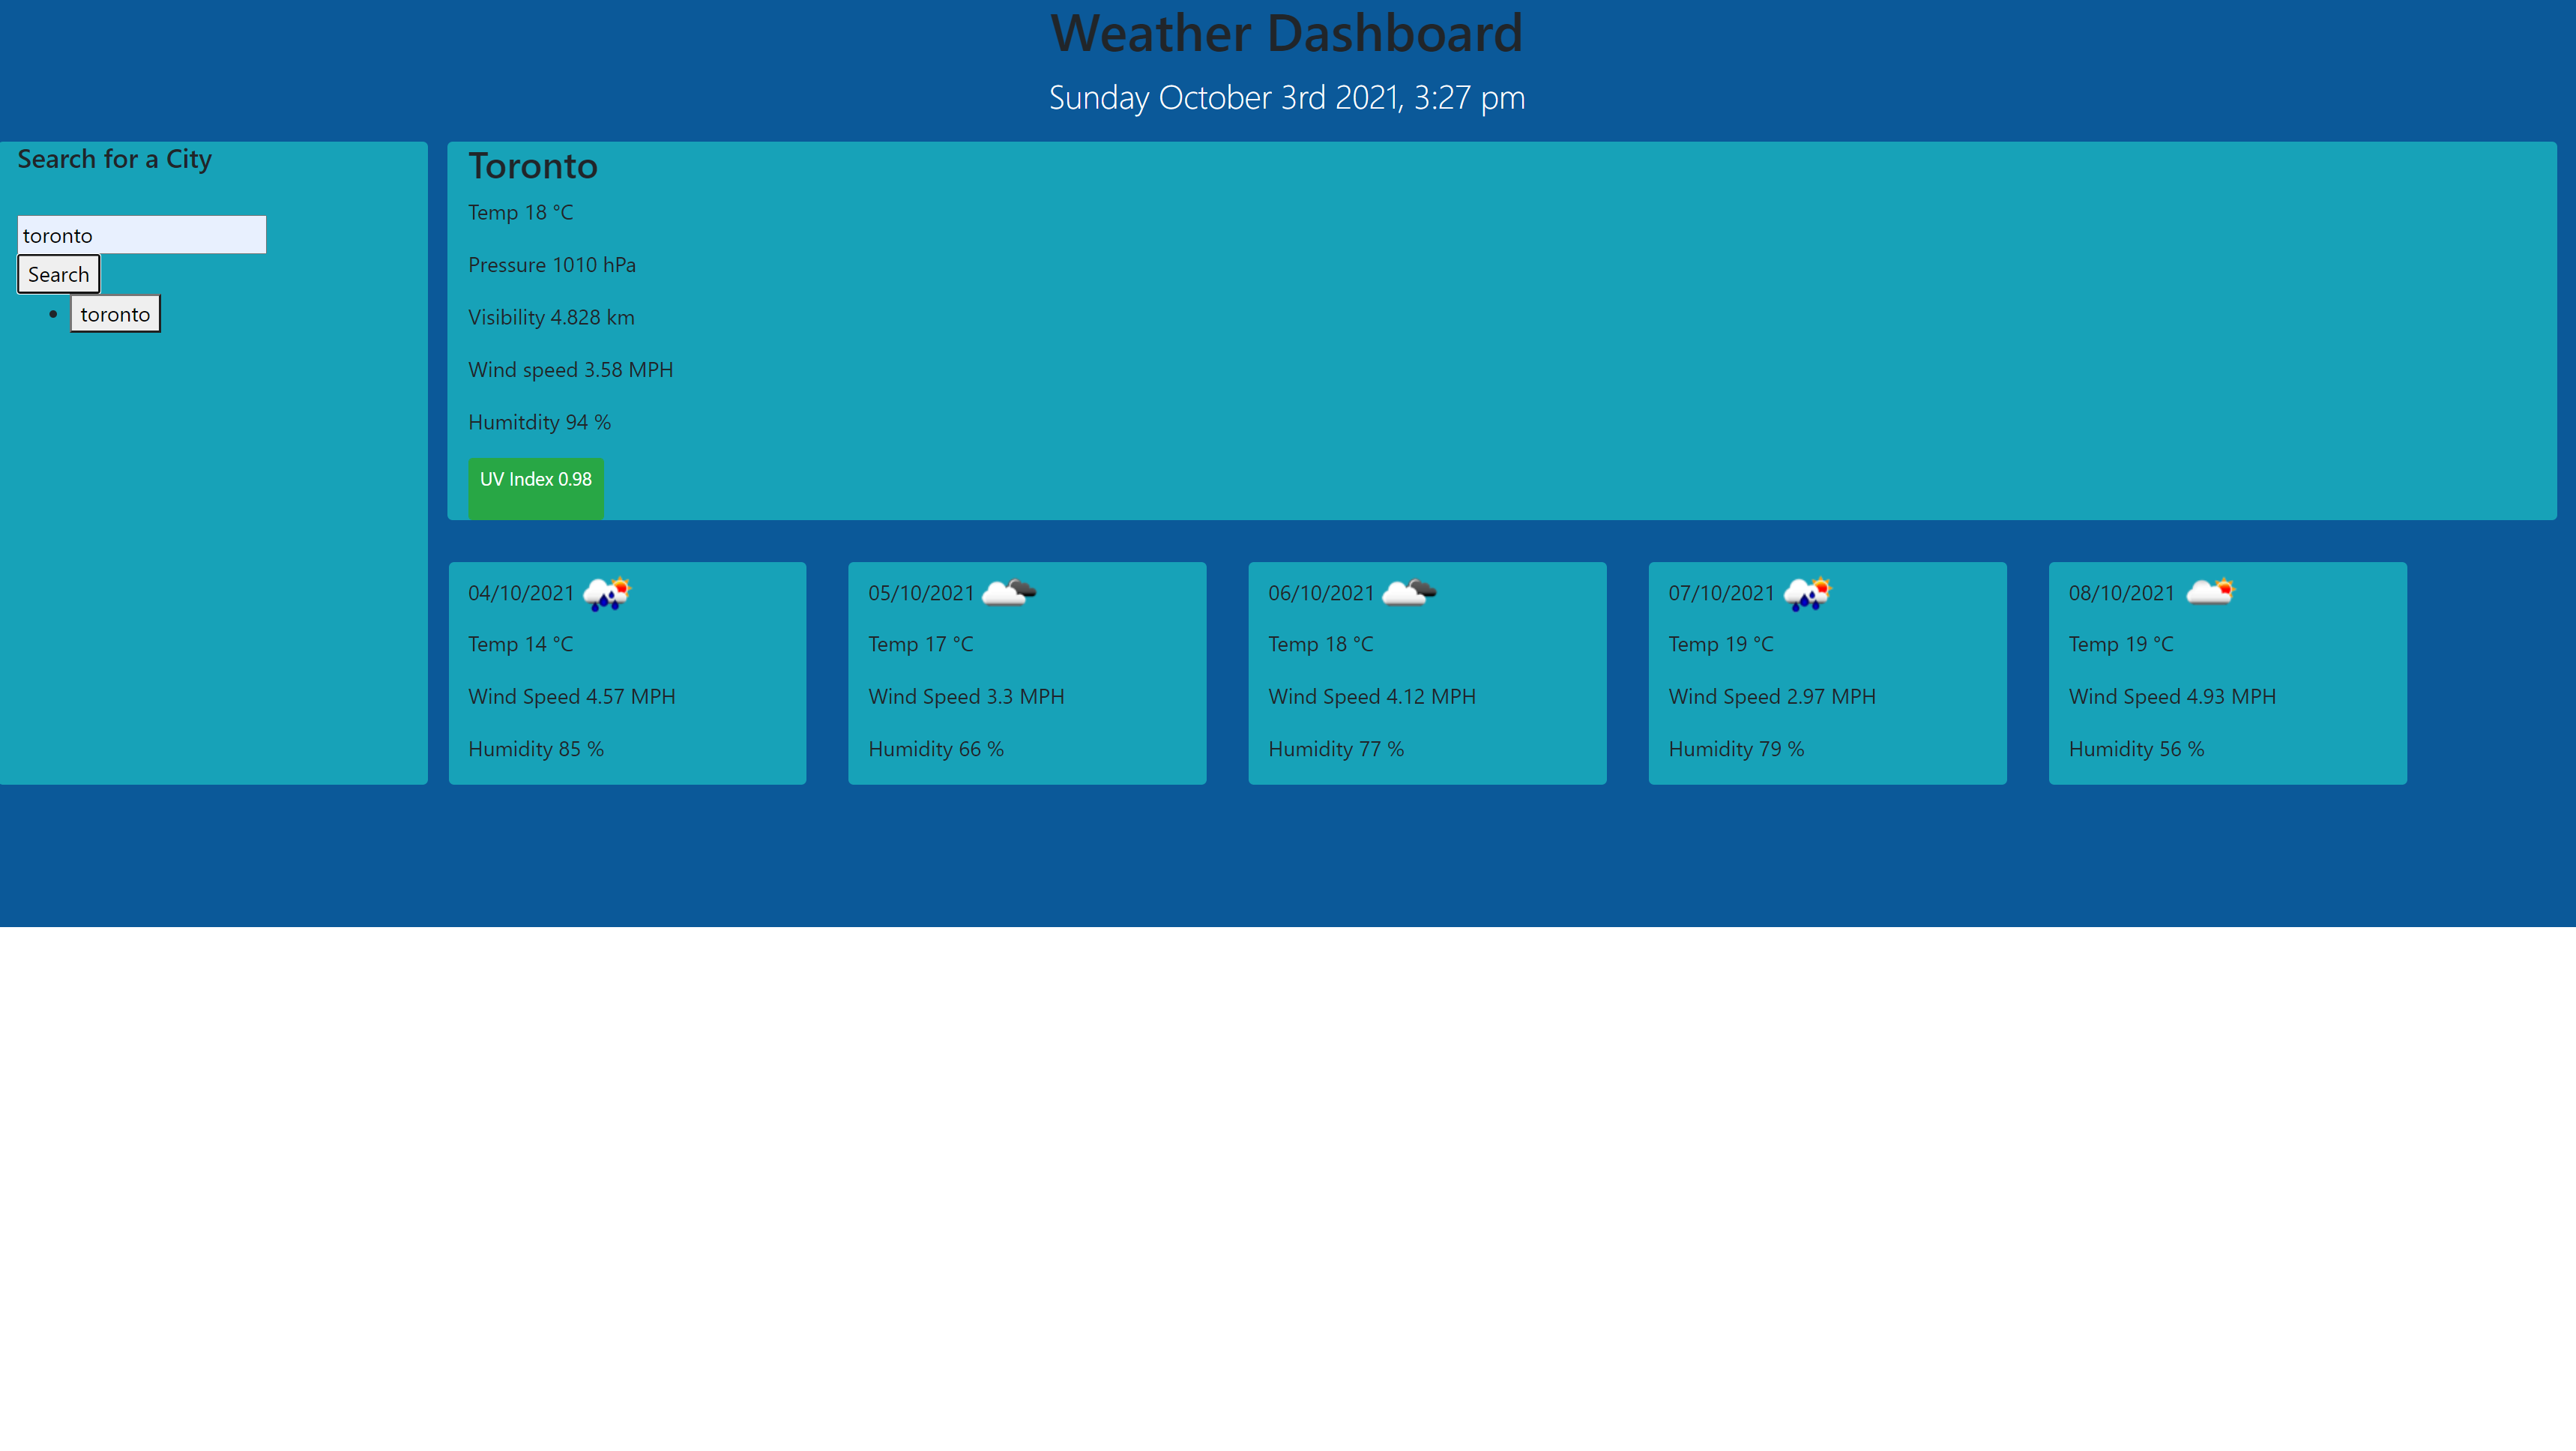 Weather Dashboard
Sunday October 3rd 2021, 3:27 pm
Search for a City
toronto
Search
toronto
Toronto
Temp 18 °C
Pressure 1010 hPa
Visibility 4.828 km
Wind speed 3.58 MPH
Humitdity 94 %
UV Index 0.98
04/10/2021
Temp 14 °C
Wind Speed 4.57 MPH
Humidity 85 %
05/10/2021
Temp 17 °C
Wind Speed 3.3 MPH
Humidity 66 %
06/10/2021
Temp 18 °C
Wind Speed 4.12 MPH
Humidity 77 %
07/10/2021
Temp 19 °C
Wind Speed 2.97 MPH
Humidity 79 %
08/10/2021
Temp 19 °C
Wind Speed 4.93 MPH
Humidity 56 %